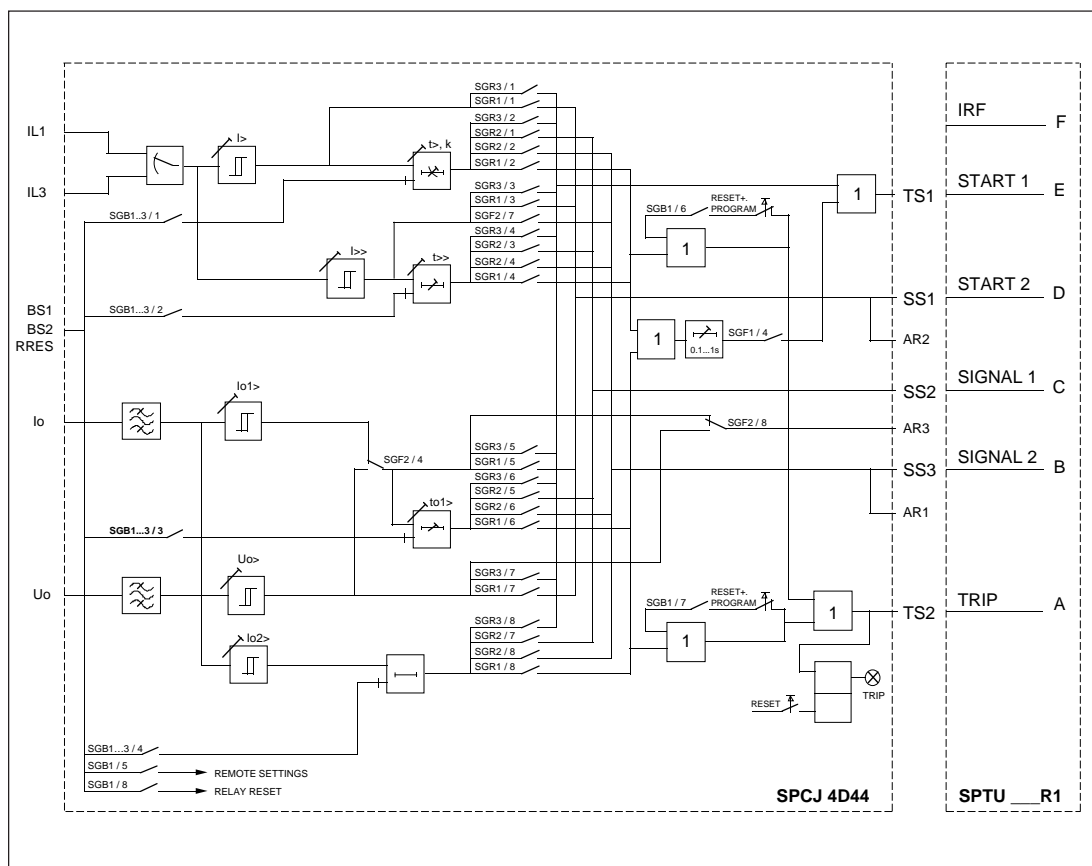 IL1
IL3
BS1
BS2
RRES
Io
Uo
I>
t>, k
SGB1..3 / 1
I>>
t>>
SGB1...3 / 2
Io1>
SGF2 / 4
to1>
SGB1...3 / 3
Uo>
Io2>
SGB1...3 / 4
SGB1 / 5
REMOTE SETTINGS
SGB1 / 8
RELAY RESET
SGR3 / 1
SGR1 / 1
SGR3 / 2
SGR2 / 1
SGR2 / 2
SGR1 / 2
SGR3 / 3
SGR1 / 3
SGF2 / 7
SGR3 / 4
SGR2 / 3
SGR2 / 4
SGR1 / 4
SGR3 / 5
SGR1 / 5
SGR3 / 6
SGR2 / 5
SGR2 / 6
SGR1 / 6
SGR3 / 7
SGR1 / 7
SGR3 / 8
SGR2 / 7
SGR2 / 8
SGR1 / 8
SGB1 / 6
RESET+.
PROGRAM
1
1
1
0.1...1s
SGF1 / 4
SGF2 / 8
SGB1 / 7
RESET+.
PROGRAM
1
1
TRIP
RESET
TS1
SS1
AR2
SS2
AR3
SS3
AR1
TS2
SPCJ 4D44
IRF F
START 1 E
START 2 D
SIGNAL 1 C
SIGNAL 2 B
TRIP A
SPTU ___R1